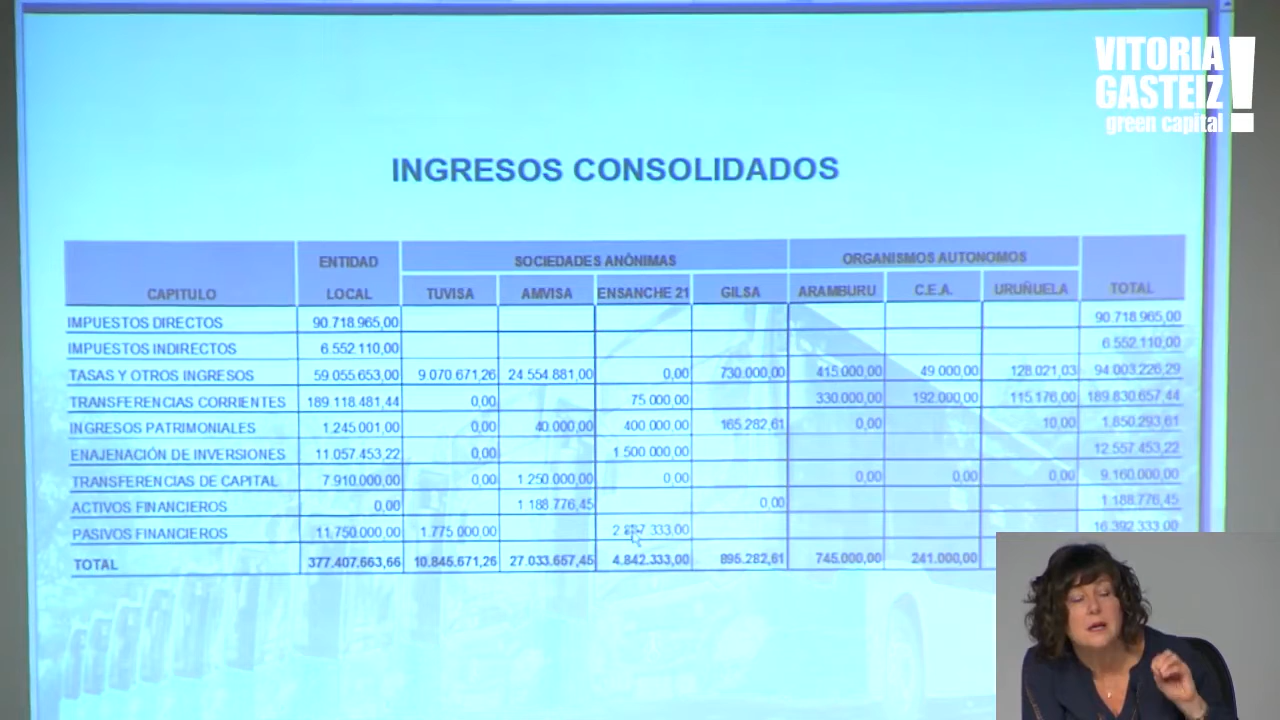 VITORIA
GASTEIZ !
green capital
INGRESOS CONSOLIDADOS
CAPITULO ENTIDAD LOCAL SOCIEDADES ANÓNIMAS ORGANISMOS AUTONOMOS TOTAL
TUVISA AMVISA ENSANCHE 21 GILSA ARAMBURU C.E.A. URUÑUELA
IMPUESTOS DIRECTOS 90.718.965,00 90.718.965,00
IMPUESTOS INDIRECTOS 6.552.110,00 6.552.110,00
TASAS Y OTROS INGRESOS 59.055.653,00 9.070.671,26 24.554.881,00 0,00 730.000,00 415.000,00 49.000,00 128.021,03 94.003.226,29
TRANSFERENCIAS CORRIENTES 189.118.481,44 0,00 75.000,00 330.000,00 192.000,00 115.176,00 189.830.657,44
INGRESOS PATRIMONIALES 1.245.001,00 0,00 40.000,00 400.000,00 165.282,61 0,00 10,00 1.850.293,61
ENAJENACIÓN DE INVERSIONES 11.057.453,22 0,00 1.500.000,00 12.557.453,22
TRANSFERENCIAS DE CAPITAL 7.910.000,00 0,00 1.250.000,00 0,00 0,00 0,00 0,00 9.160.000,00
ACTIVOS FINANCIEROS 0,00 1.188.776,45 0,00 1.188.776,45
PASIVOS FINANCIEROS 11.750.000,00 1.775.000,00 16.392.333,00
TOTAL 377.407.663,66 10.845.671,26 27.033.657,45 4.842.333,00 895.282,61 745.000,00 241.000,00